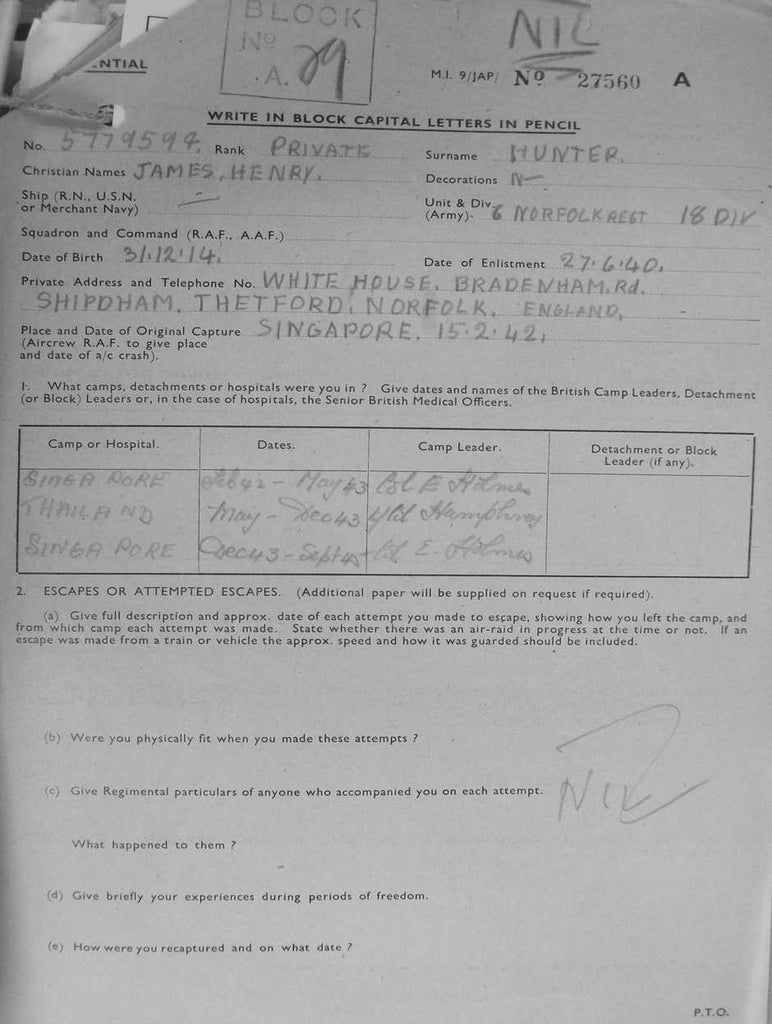 BLOCK
Nº
A. 29
NIL
NTIAL
M.I. 9/JAP/ Nº 27560 A
WRITE IN BLOCK CAPITAL LETTERS IN PENCIL
No. 5779594. Rank PRIVATE Surname HUNTER.
Christian Names JAMES, HENRY. Decorations N—
Ship (R.N., U.S.N.
or Merchant Navy) —
Unit & Div.
(Army). 6 NORFOLK REGT 18 DIV
Squadron and Command (R.A.F., A.A.F.)
Date of Birth 31.12.14. Date of Enlistment 27.6.40.
Private Address and Telephone No. WHITE HOUSE. BRADENHAM. Rd.
SHIPDHAM, THETFORD, NORFOLK. ENGLAND,
Place and Date of Original Capture SINGAPORE. 15.2.42,
(Aircrew R.A.F. to give place
and date of a/c crash).
1. What camps, detachments or hospitals were you in ? Give dates and names of the British Camp Leaders, Detachment
(or Block) Leaders or, in the case of hospitals, the Senior British Medical Officers.
Camp or Hospital. Dates. Camp Leader. Detachment or Block
Leader (if any).
SINGAPORE Feb 42 - May 43 Col E Holmes
THAILAND May - Dec 43 Humphrey
SINGAPORE Dec 43 - Sept 45 E. Holmes
2. ESCAPES OR ATTEMPTED ESCAPES. (Additional paper will be supplied on request if required).
(a) Give full description and approx. date of each attempt you made to escape, showing how you left the camp, and
from which camp each attempt was made. State whether there was an air-raid in progress at the time or not. If an
escape was made from a train or vehicle the approx. speed and how it was guarded should be included.
(b) Were you physically fit when you made these attempts ?
(c) Give Regimental particulars of anyone who accompanied you on each attempt.
NIL
What happened to them ?
(d) Give briefly your experiences during periods of freedom.
(e) How were you recaptured and on what date ?
P.T.O.